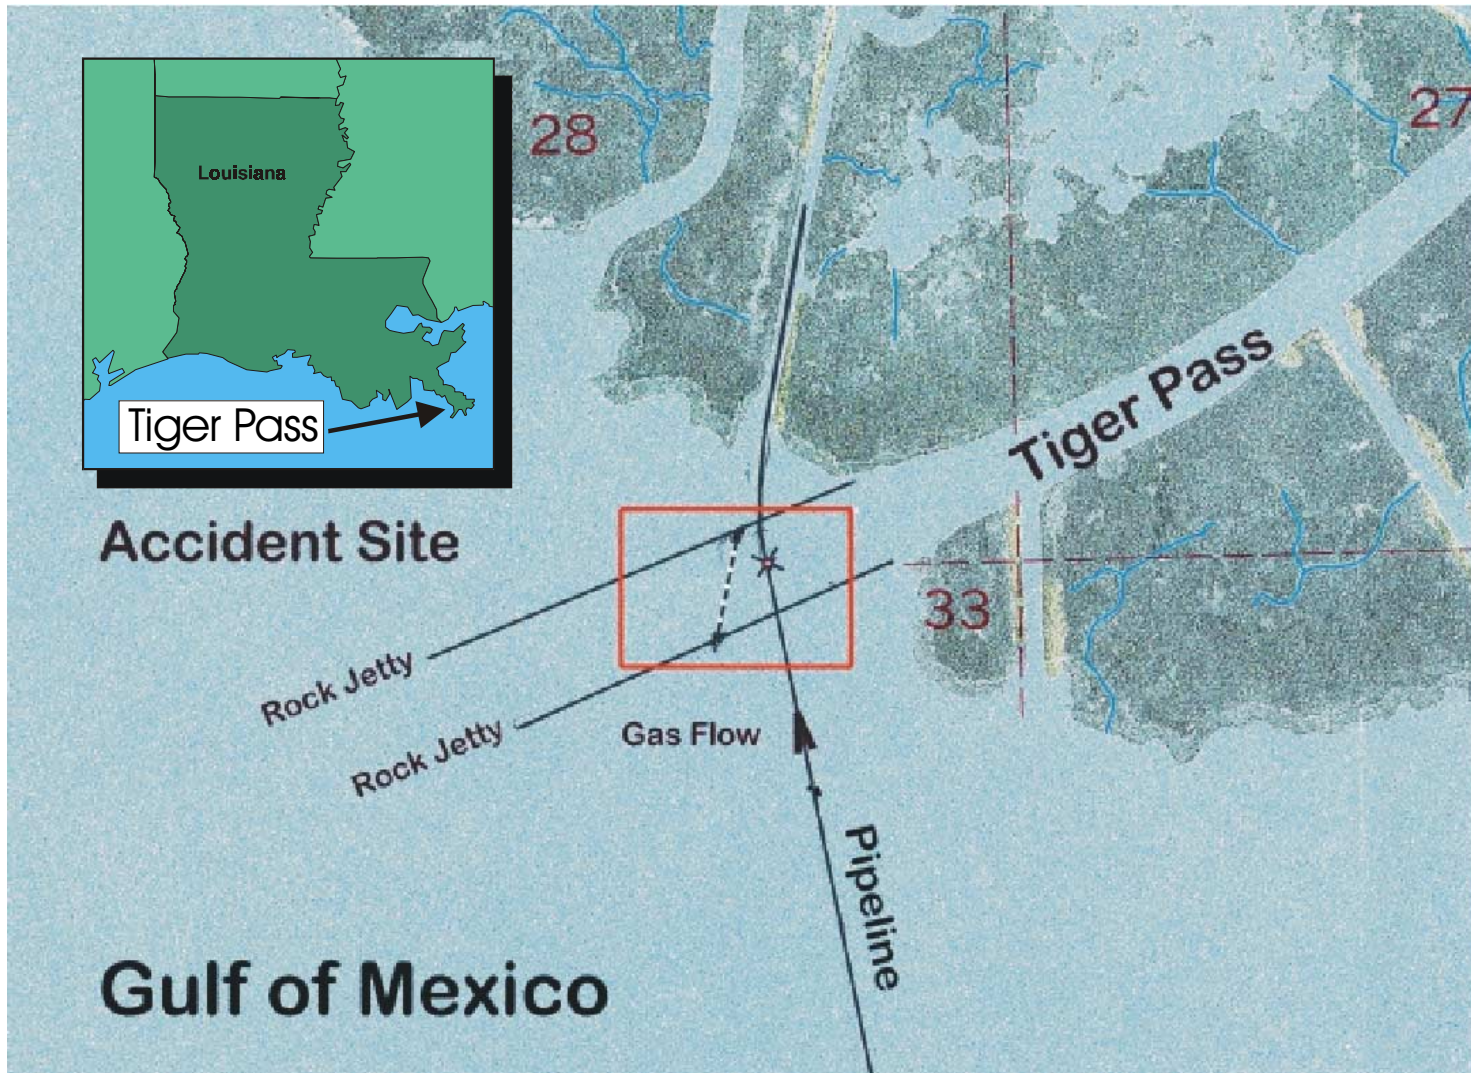 28
27
Louisiana
Tiger Pass
Tiger Pass
Accident Site
33
Rock Jetty
Rock Jetty
Gas Flow
Pipeline
Gulf of Mexico